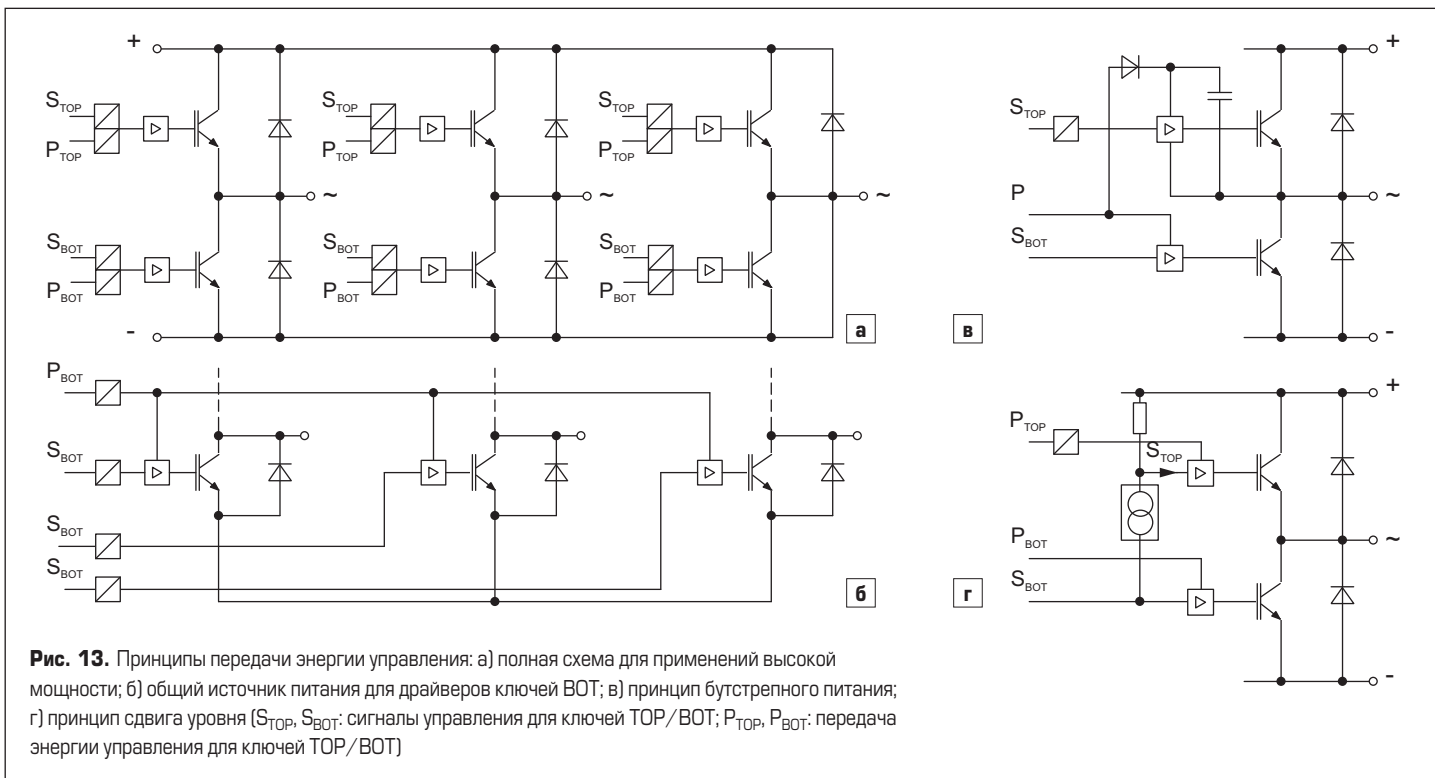 +
S_TOP
P_TOP
S_TOP
P_TOP
S_TOP
P_TOP
~
~
~
S_BOT
P_BOT
S_BOT
P_BOT
S_BOT
P_BOT
-
а
+
S_TOP
P
~
S_BOT
-
в
P_BOT
S_BOT
S_BOT
S_BOT
б
+
P_TOP
S_TOP
P_BOT
~
S_BOT
-
г
Рис. 13. Принципы передачи энергии управления: а) полная схема для применений высокой
мощности; б) общий источник питания для драйверов ключей BOT; в) принцип бутстрепного питания;
г) принцип сдвига уровня (S_TOP, S_BOT: сигналы управления для ключей TOP/BOT; P_TOP, P_BOT: передача
энергии управления для ключей TOP/BOT)